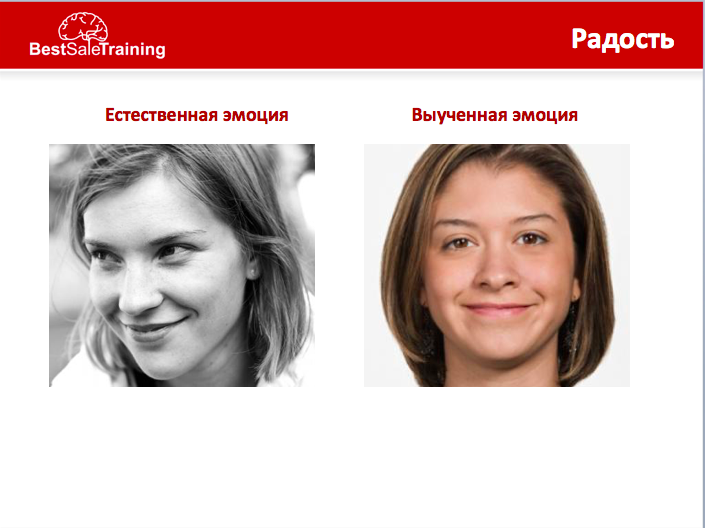 BestSaleTraining
Радость
Естественная эмоция
Выученная эмоция